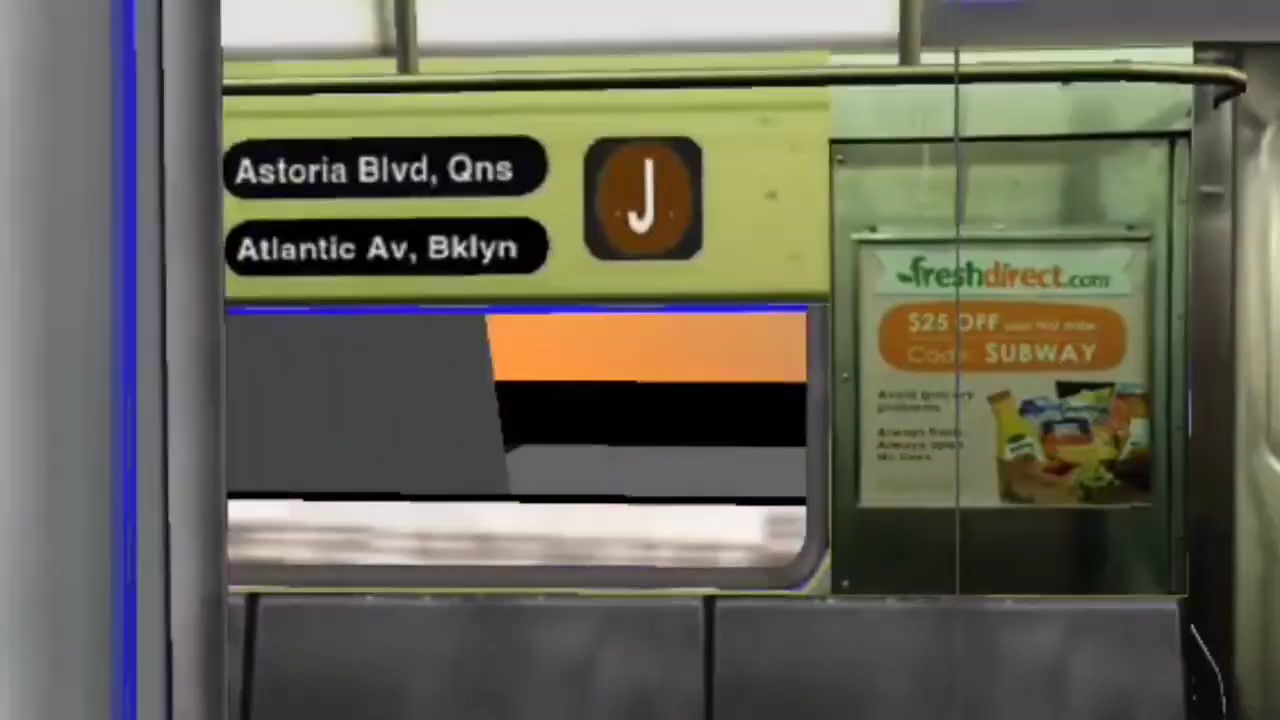 Astoria Blvd, Qns
Atlantic Av, Bklyn
J
freshdirect.com
$25 OFF
Code: SUBWAY